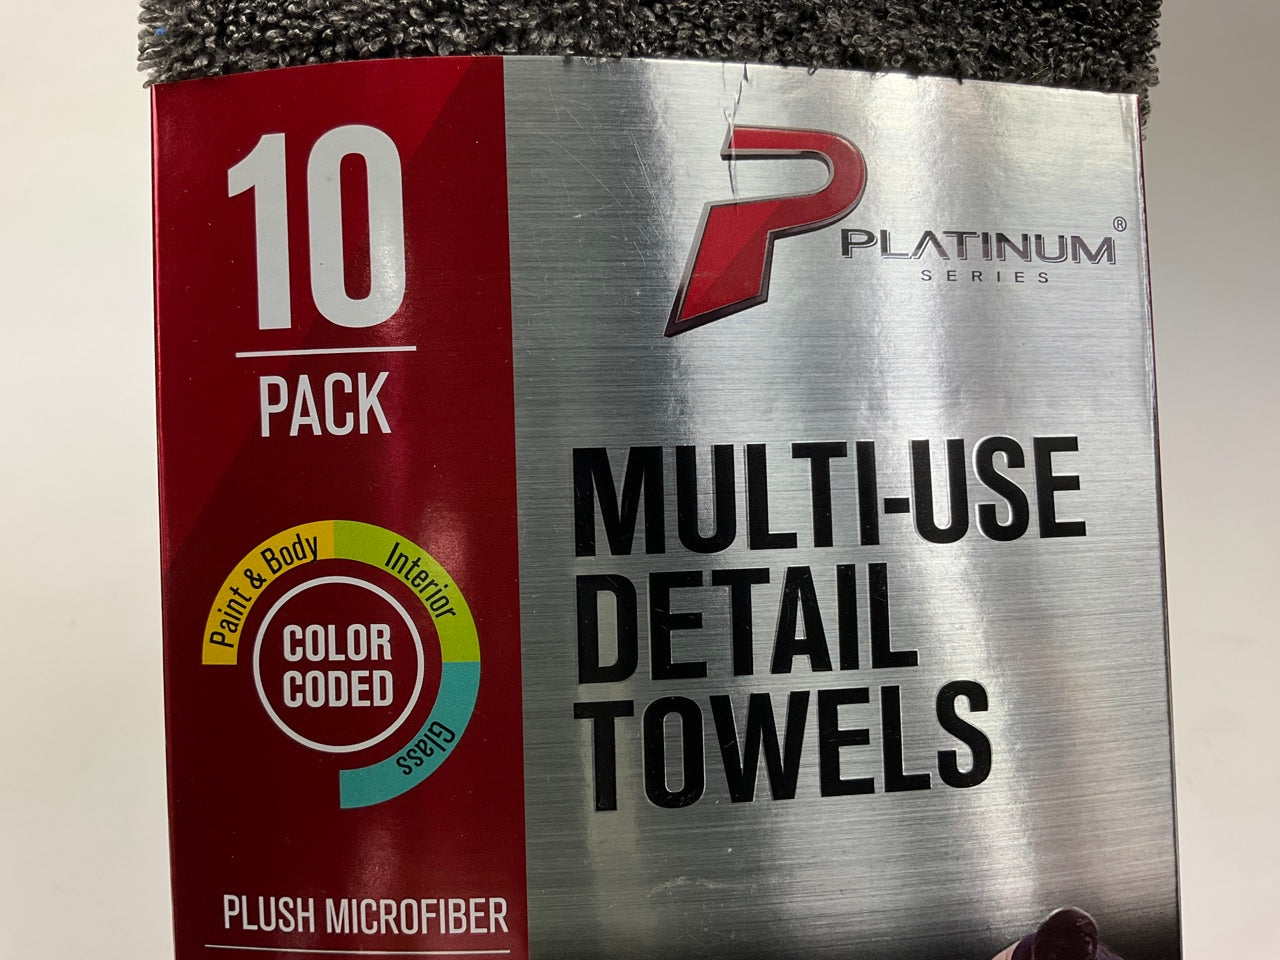 10
PACK
Paint & Body
Interior
Glass
COLOR
CODED
PLUSH MICROFIBER
P
PLATINUM®
SERIES
MULTI-USE
DETAIL
TOWELS